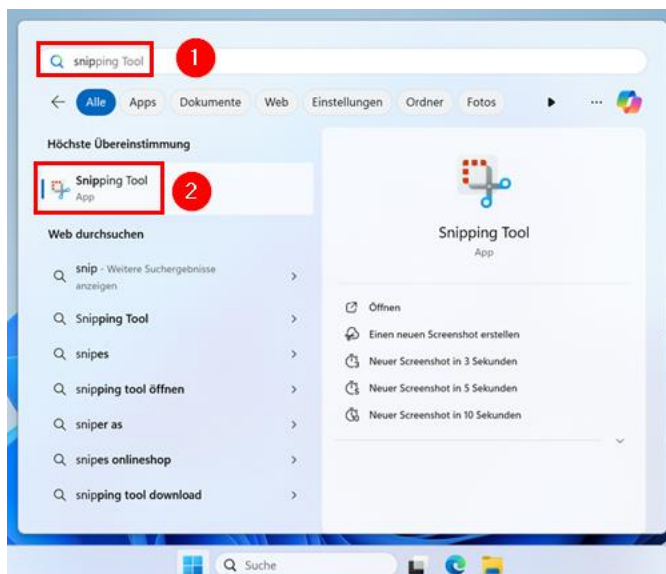 snipping Tool
1
Alle Apps Dokumente Web Einstellungen Ordner Fotos ...
Höchste Übereinstimmung
Snipping Tool
App
2
Web durchsuchen
snip - Weitere Suchergebnisse
anzeigen
Snipping Tool
snipes
snipping tool öffnen
sniper as
snipes onlineshop
snipping tool download
Snipping Tool
App
Öffnen
Einen neuen Screenshot erstellen
Neuer Screenshot in 3 Sekunden
Neuer Screenshot in 5 Sekunden
Neuer Screenshot in 10 Sekunden
Suche